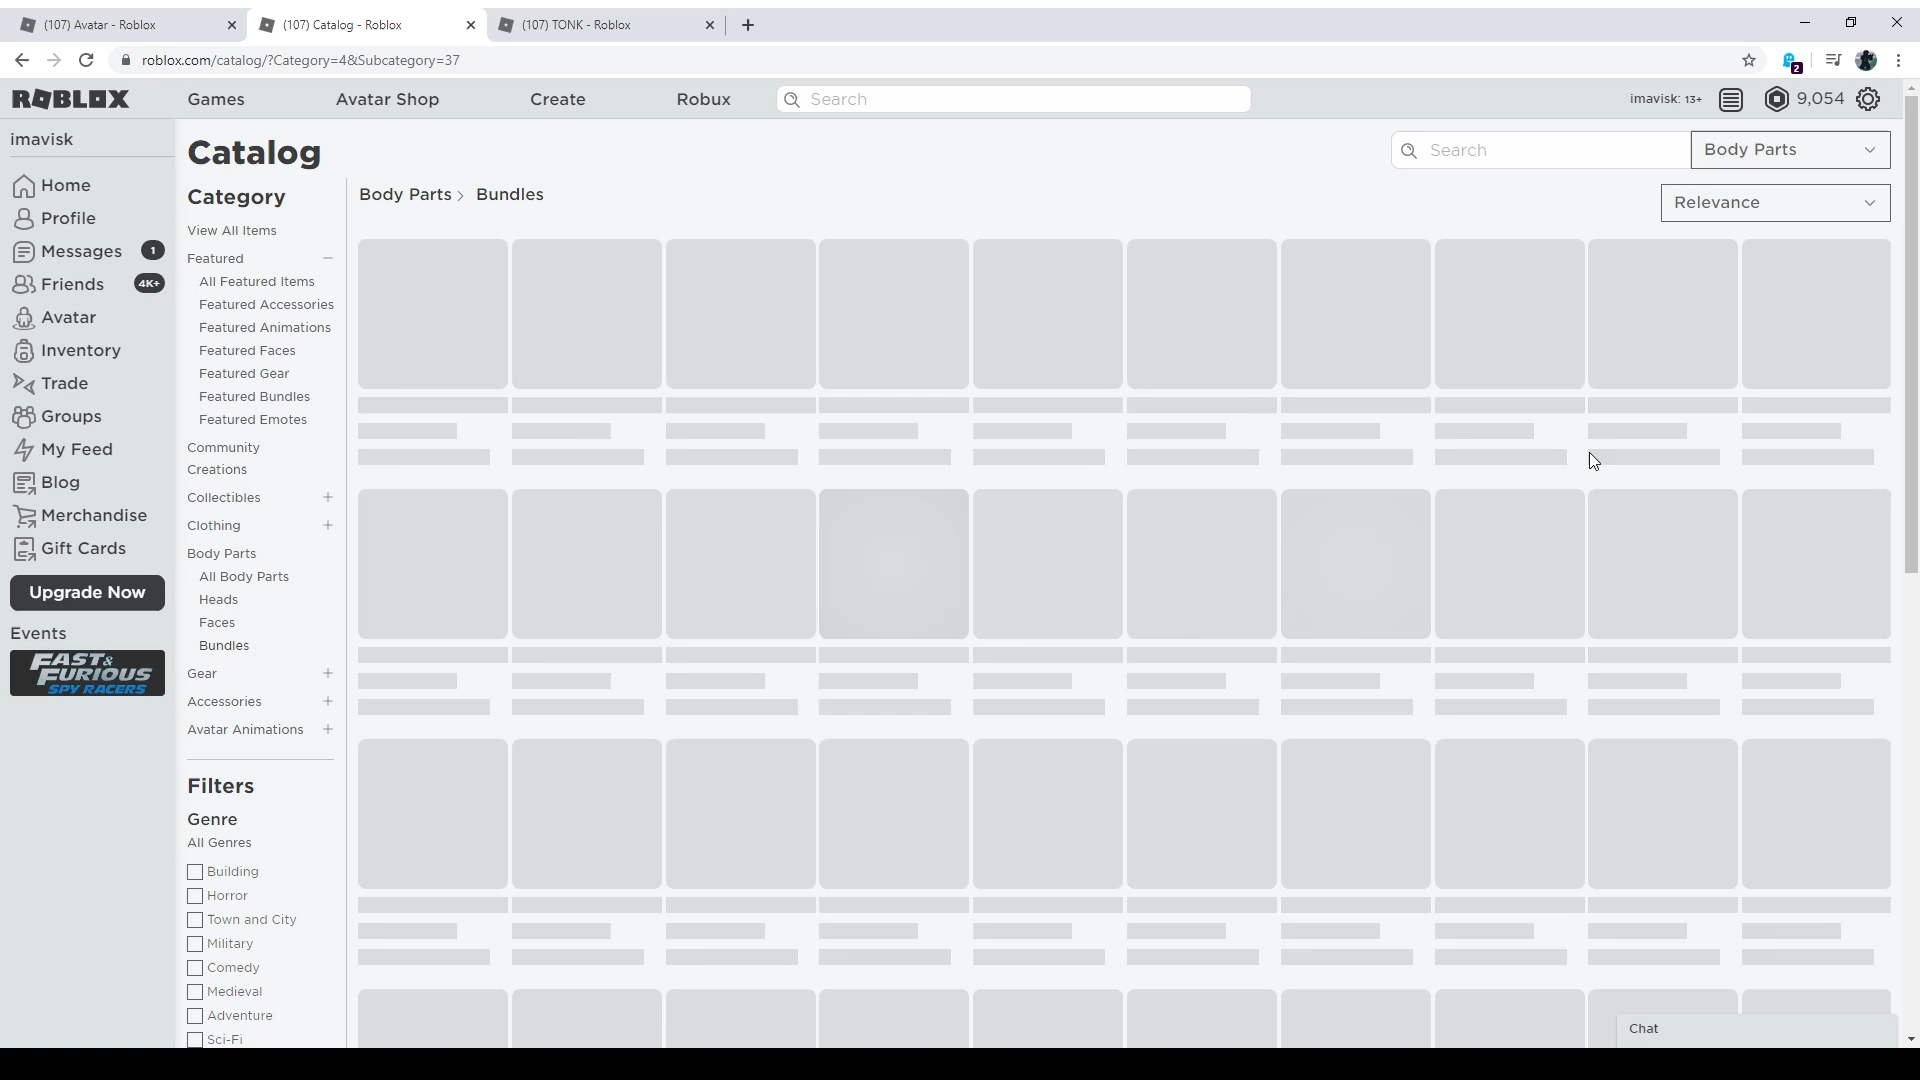 (107) Avatar - Roblox
(107) Catalog - Roblox
(107) TONK - Roblox
roblox.com/catalog/?Category=4&Subcategory=37
2
ROBLOX
Games
Avatar Shop
Create
Robux
Search
imavisk: 13+
9,054
imavisk
Home
Profile
Messages
1
Friends
4K+
Avatar
Inventory
Trade
Groups
My Feed
Blog
Merchandise
Gift Cards
Upgrade Now
Events
FAST &
FURIOUS
SPY RACERS
Catalog
Search
Body Parts
Category
Body Parts > Bundles
Relevance
View All Items
Featured
All Featured Items
Featured Accessories
Featured Animations
Featured Faces
Featured Gear
Featured Bundles
Featured Emotes
Community
Creations
Collectibles
Clothing
Body Parts
All Body Parts
Heads
Faces
Bundles
Gear
Accessories
Avatar Animations
Filters
Genre
All Genres
Building
Horror
Town and City
Military
Comedy
Medieval
Adventure
Sci-Fi
Chat